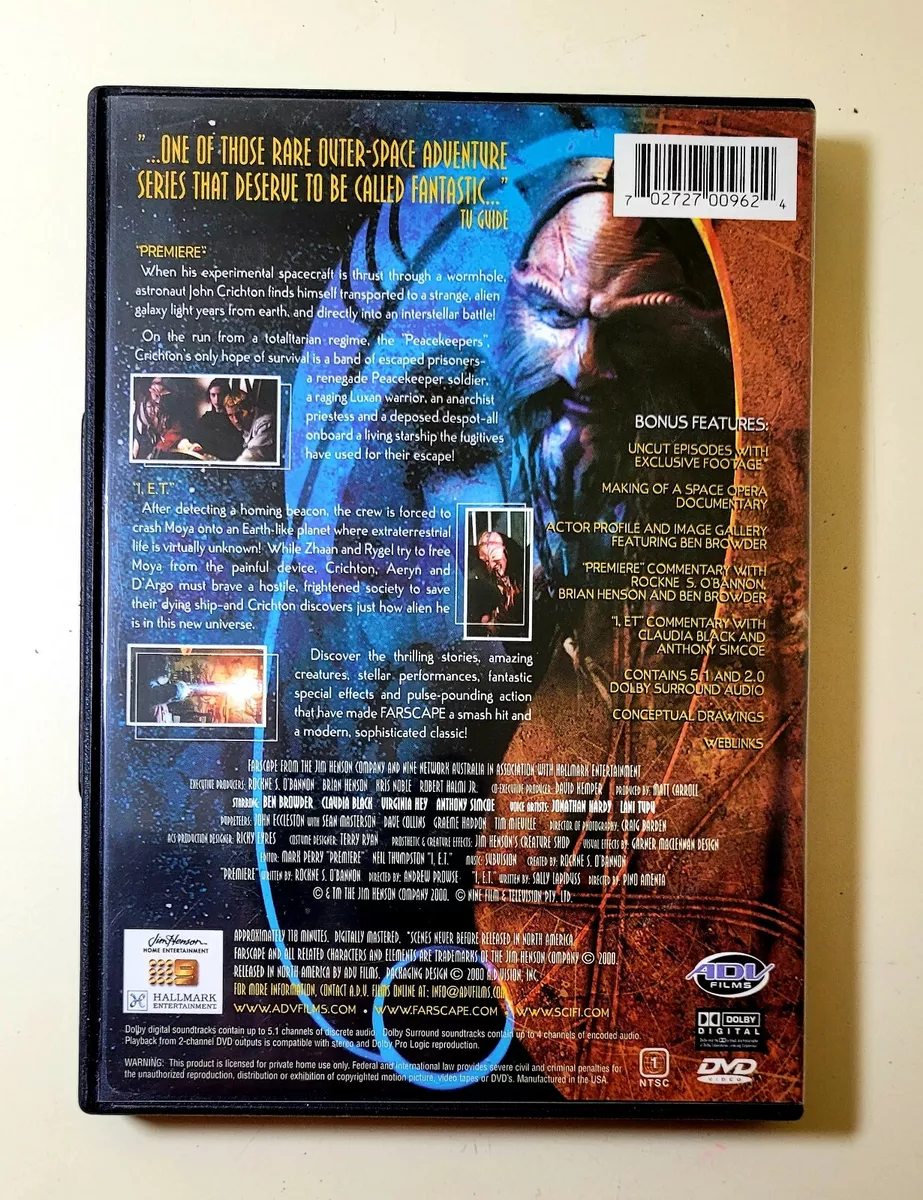 "...ONE OF THOSE RARE OUTER-SPACE ADVENTURE
SERIES THAT DESERVE TO BE CALLED FANTASTIC..."
TV GUIDE
7 02727 00962 4
"PREMIERE"
When his experimental spacecraft is thrust through a wormhole,
astronaut John Crichton finds himself transported to a strange, alien
galaxy light years from earth, and directly into an interstellar battle!
On the run from a totalitarian regime, the "Peacekeepers",
Crichton's only hope of survival is a band of escaped prisoners–
a renegade Peacekeeper soldier,
a raging Luxan warrior, an anarchist
priestess and a deposed despot–all
onboard a living starship the fugitives
have used for their escape!
"I, E.T."
After detecting a homing beacon, the crew is forced to
crash Moya onto an Earth-like planet where extraterrestrial
life is virtually unknown! While Zhaan and Rygel try to free
Moya from the painful device, Crichton, Aeryn and
D'Argo must brave a hostile, frightened society to save
their dying ship–and Crichton discovers just how alien he
is in this new universe.
Discover the thrilling stories, amazing
creatures, stellar performances, fantastic
special effects and pulse-pounding action
that have made FARSCAPE a smash hit and
a modern, sophisticated classic!
BONUS FEATURES:
UNCUT EPISODES WITH
EXCLUSIVE FOOTAGE*
MAKING OF A SPACE OPERA
DOCUMENTARY
ACTOR PROFILE AND IMAGE GALLERY
FEATURING BEN BROWDER
"PREMIERE" COMMENTARY WITH
ROCKNE S. O'BANNON,
BRIAN HENSON AND BEN BROWDER
"I, ET" COMMENTARY WITH
CLAUDIA BLACK AND
ANTHONY SIMCOE
CONTAINS 5.1 AND 2.0
DOLBY SURROUND AUDIO
CONCEPTUAL DRAWINGS
WEBLINKS
FARSCAPE FROM THE JIM HENSON COMPANY AND NINE NETWORK AUSTRALIA IN ASSOCIATION WITH HALLMARK ENTERTAINMENT
EXECUTIVE PRODUCERS: ROCKNE S. O'BANNON BRIAN HENSON KRIS NOBLE ROBERT HALMI JR. CO-EXECUTIVE PRODUCER: DAVID KEMPER PRODUCED BY: MATT CARROLL
STARRING: BEN BROWDER CLAUDIA BLACK VIRGINIA HEY ANTHONY SIMCOE VOICE ARTISTS: JONATHAN HARDY LANI TUPU
PUPPETEERS: JOHN ECCLESTON WITH SEAN MASTERSON DAVE COLLINS GRAEME HADDON TIM MIEVILLE DIRECTOR OF PHOTOGRAPHY: CRAIG BARDEN
ACS PRODUCTION DESIGNER: RICKY EYRES COSTUME DESIGNER: TERRY RYAN PROSTHETIC & CREATURE EFFECTS: JIM HENSON'S CREATURE SHOP VISUAL EFFECTS BY: GARNER MACLENNAN DESIGN
EDITOR: MARK PERRY "PREMIERE" NEIL THUMPSTON "I, E.T." MUSIC: SUBVISION CREATED BY: ROCKNE S. O'BANNON
"PREMIERE" WRITTEN BY: ROCKNE S. O'BANNON DIRECTED BY: ANDREW PROWSE "I, E.T." WRITTEN BY: SALLY LAPIDUSS DIRECTED BY: PINO AMENTA
© & TM THE JIM HENSON COMPANY 2000. © NINE FILM & TELEVISION PTY. LTD.
Jim Henson
HOME ENTERTAINMENT
9
HALLMARK
ENTERTAINMENT
APPROXIMATELY 118 MINUTES. DIGITALLY MASTERED. *SCENES NEVER BEFORE RELEASED IN NORTH AMERICA
FARSCAPE AND ALL RELATED CHARACTERS AND ELEMENTS ARE TRADEMARKS OF THE JIM HENSON COMPANY © 2000.
RELEASED IN NORTH AMERICA BY ADV FILMS. PACKAGING DESIGN © 2000 A.D.VISION, INC.
FOR MORE INFORMATION, CONTACT A.D.V. FILMS ONLINE AT: INFO@ADVFILMS.COM
WWW.ADVFILMS.COM • WWW.FARSCAPE.COM • WWW.SCIFI.COM
Dolby digital soundtracks contain up to 5.1 channels of discrete audio. Dolby Surround soundtracks contain up to 4 channels of encoded audio.
Playback from 2-channel DVD outputs is compatible with stereo and Dolby Pro Logic reproduction.
WARNING: This product is licensed for private home use only. Federal and international law provides severe civil and criminal penalties for
the unauthorized reproduction, distribution or exhibition of copyrighted motion picture, video tapes or DVD's. Manufactured in the USA.
ADV
FILMS
DOLBY
DIGITAL
1
NTSC
DVD
VIDEO